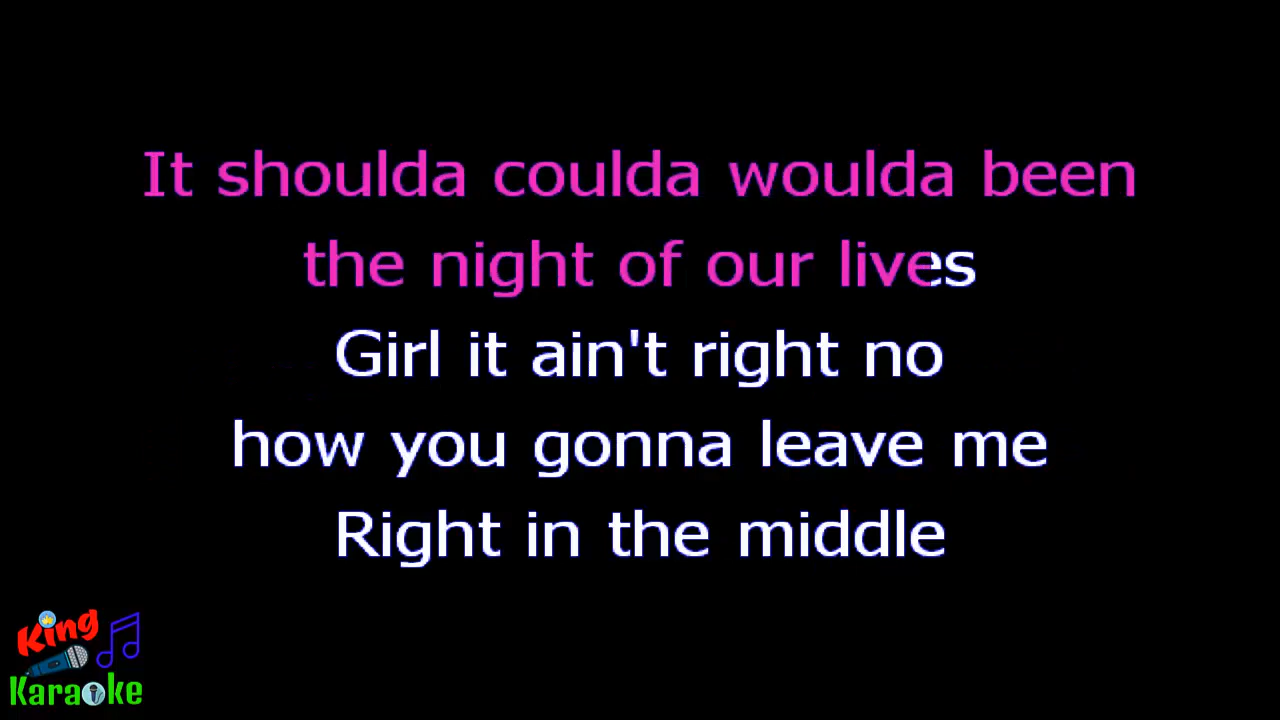 It shoulda coulda woulda been
the night of our lives
Girl it ain't right no
how you gonna leave me
Right in the middle
King
Karaoke